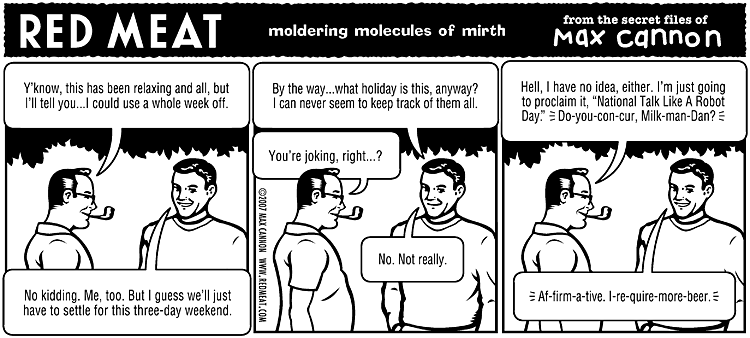 RED MEAT
moldering molecules of mirth
from the secret files of
Max Cannon
Y'know, this has been relaxing and all, but
I'll tell you...I could use a whole week off.
No kidding. Me, too. But I guess we'll just
have to settle for this three-day weekend.
By the way...what holiday is this, anyway?
I can never seem to keep track of them all.
You're joking, right...?
No. Not really.
©2007 MAX CANNON WWW.REDMEAT.COM
Hell, I have no idea, either. I'm just going
to proclaim it, “National Talk Like A Robot
Day.” Do-you-con-cur, Milk-man-Dan?
Af-firm-a-tive. I-re-quire-more-beer.